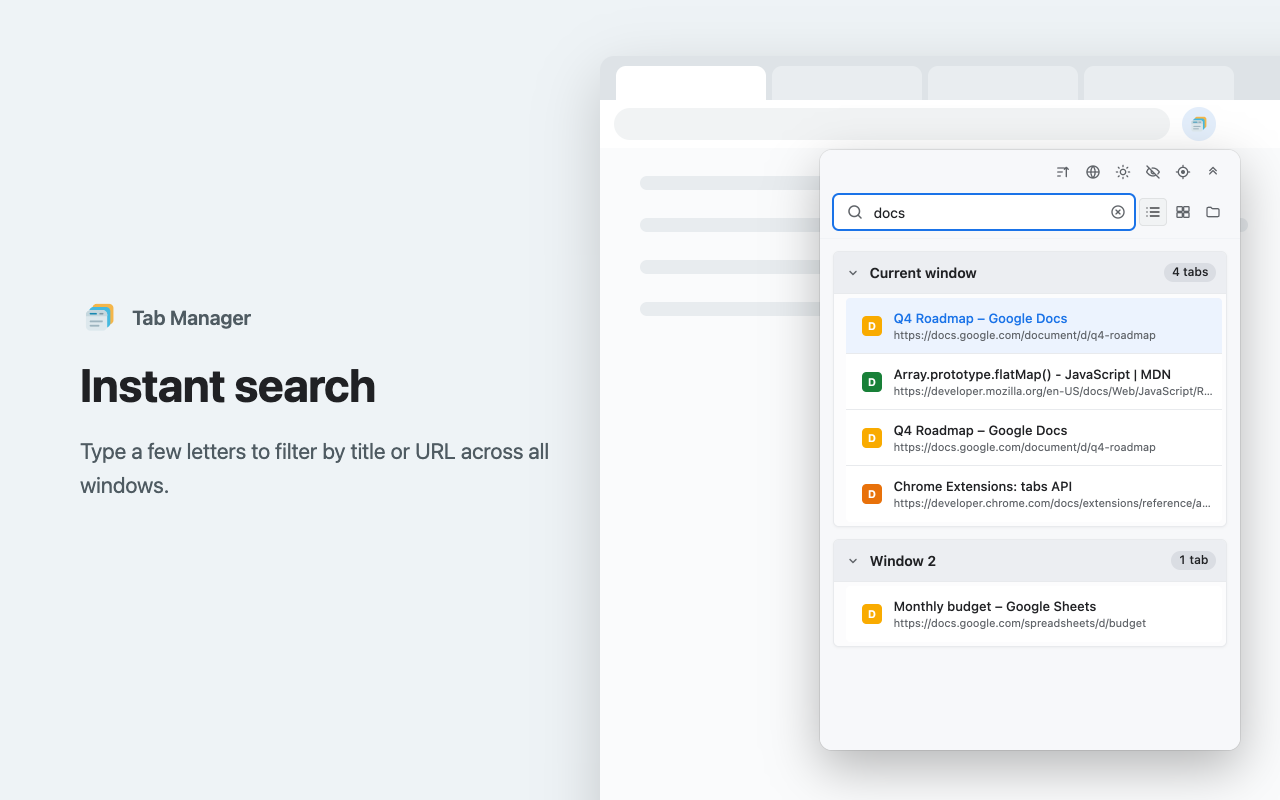 Tab Manager
Instant search
Type a few letters to filter by title or URL across all
windows.
docs
Current window
4 tabs
D
Q4 Roadmap – Google Docs
https://docs.google.com/document/d/q4-roadmap
D
Array.prototype.flatMap() - JavaScript | MDN
https://developer.mozilla.org/en-US/docs/Web/JavaScript/R...
D
Q4 Roadmap – Google Docs
https://docs.google.com/document/d/q4-roadmap
D
Chrome Extensions: tabs API
https://developer.chrome.com/docs/extensions/reference/a...
Window 2
1 tab
D
Monthly budget – Google Sheets
https://docs.google.com/spreadsheets/d/budget